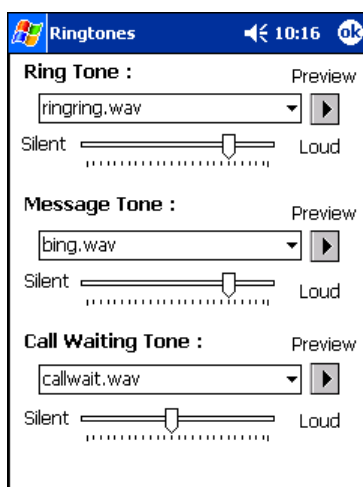 Ringtones 10:16 ok
Ring Tone : Preview
ringring.wav
Silent Loud
Message Tone : Preview
bing.wav
Silent Loud
Call Waiting Tone : Preview
callwait.wav
Silent Loud